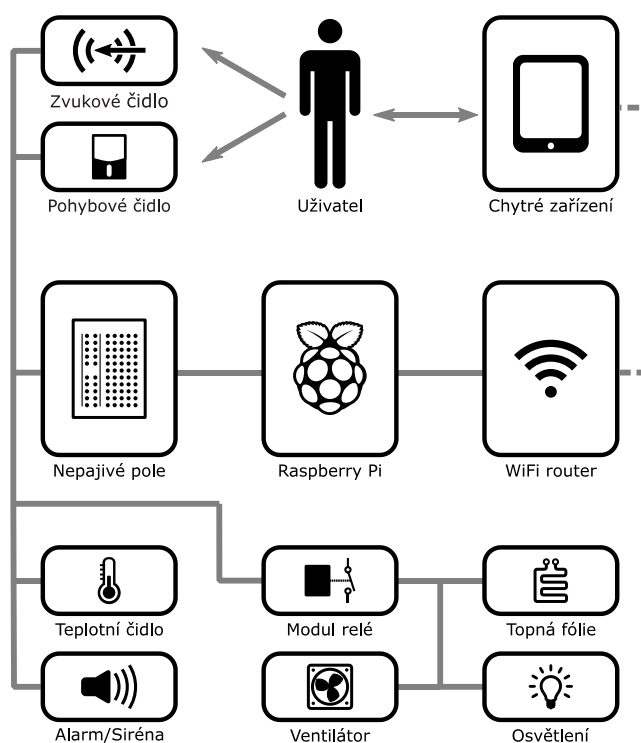 Zvukové čidlo
Pohybové čidlo
Uživatel
Chytré zařízení
Nepajivé pole
Raspberry Pi
WiFi router
Teplotní čidlo
Modul relé
Topná fólie
Alarm/Siréna
Ventilátor
Osvětlení